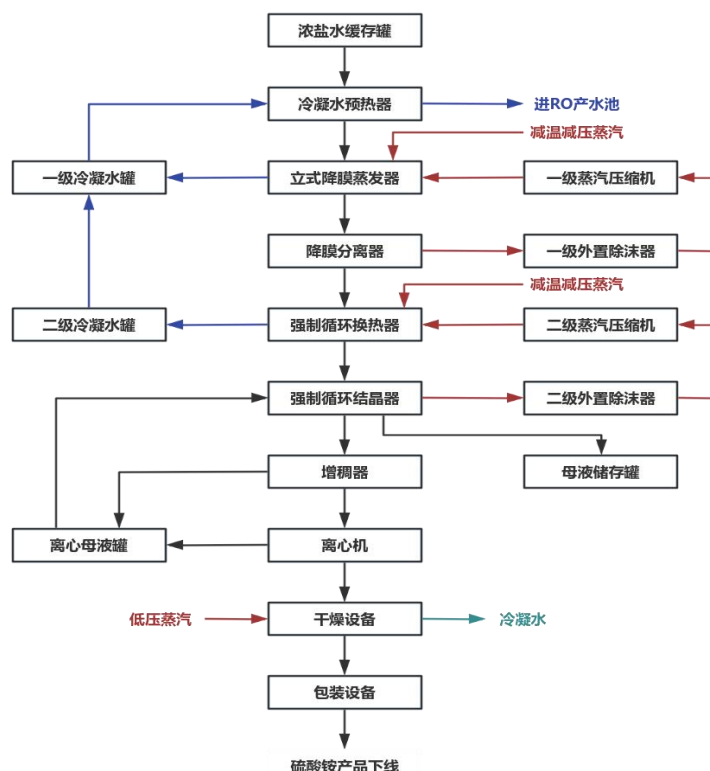 浓盐水缓存罐
冷凝水预热器
进RO产水池
减温减压蒸汽
一级冷凝水罐
立式降膜蒸发器
一级蒸汽压缩机
降膜分离器
一级外置除沫器
减温减压蒸汽
二级冷凝水罐
强制循环换热器
二级蒸汽压缩机
强制循环结晶器
二级外置除沫器
增稠器
母液储存罐
离心母液罐
离心机
低压蒸汽
干燥设备
冷凝水
包装设备
硫酸铵产品下线